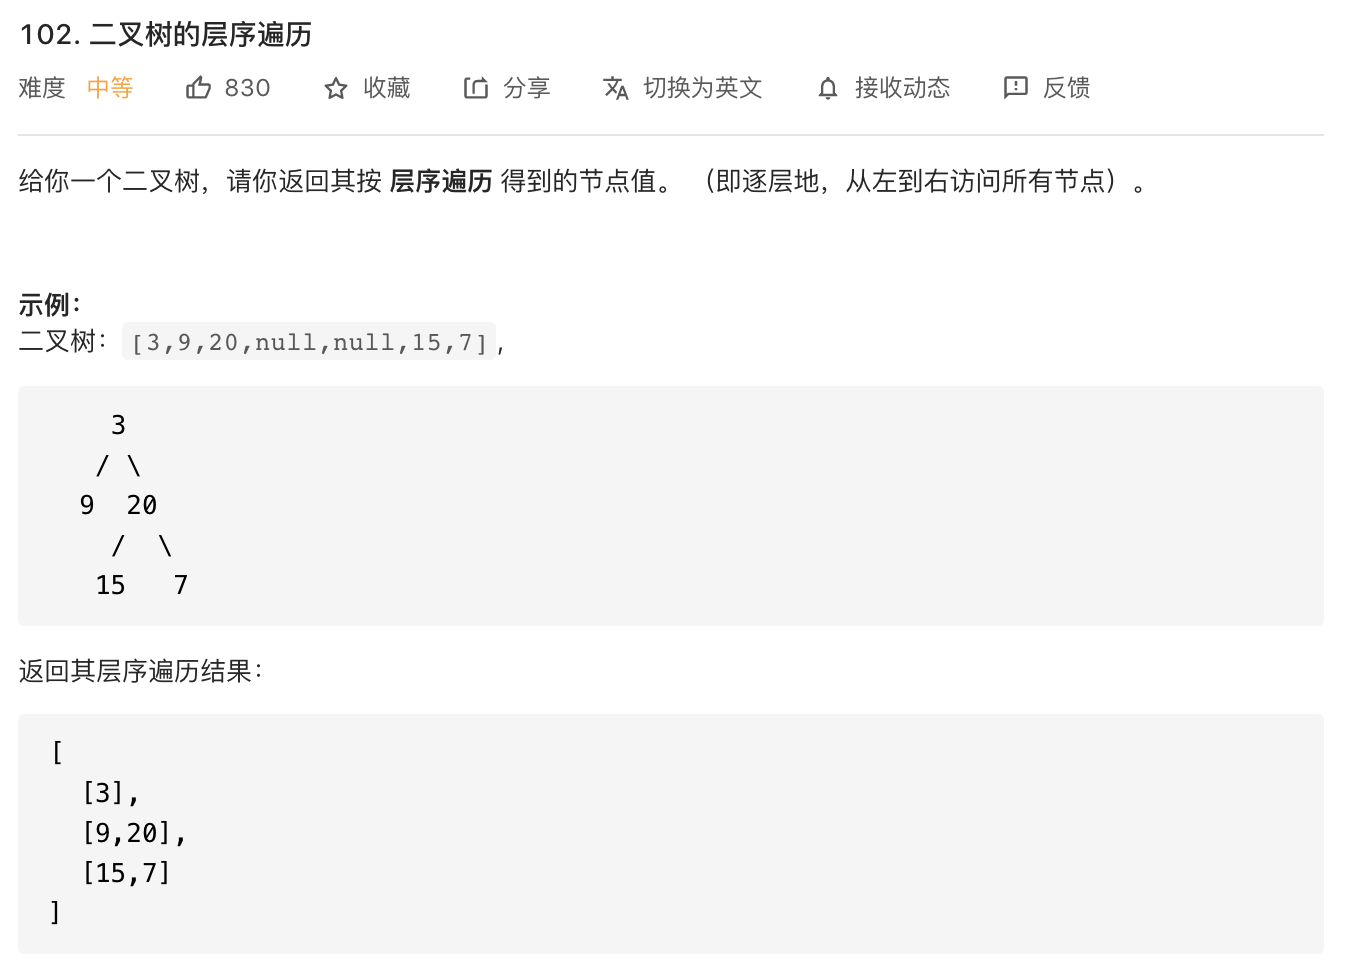 102. 二叉树的层序遍历
难度 中等 830 收藏 分享 切换为英文 接收动态 反馈
给你一个二叉树，请你返回其按 层序遍历 得到的节点值。 （即逐层地，从左到右访问所有节点）。
示例：
二叉树：[3,9,20,null,null,15,7],
3
/ \
9 20
/ \
15 7
返回其层序遍历结果：
[
[3],
[9,20],
[15,7]
]